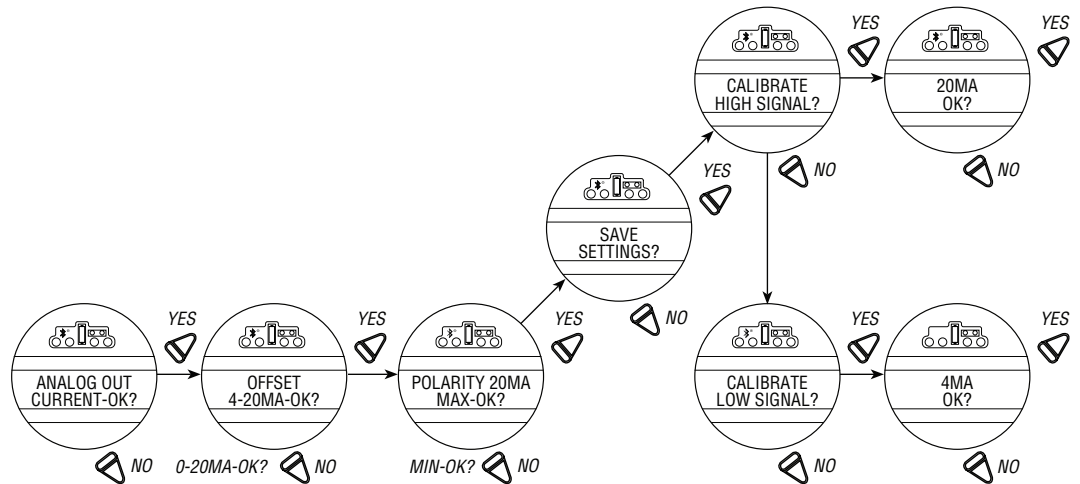 YES
YES
CALIBRATE
HIGH SIGNAL?
20MA
OK?
NO
NO
YES
SAVE
SETTINGS?
NO
YES
YES
YES
YES
YES
ANALOG OUT
CURRENT-OK?
OFFSET
4-20MA-OK?
POLARITY 20MA
MAX-OK?
CALIBRATE
LOW SIGNAL?
4MA
OK?
NO
0-20MA-OK?
NO
MIN-OK?
NO
NO
NO